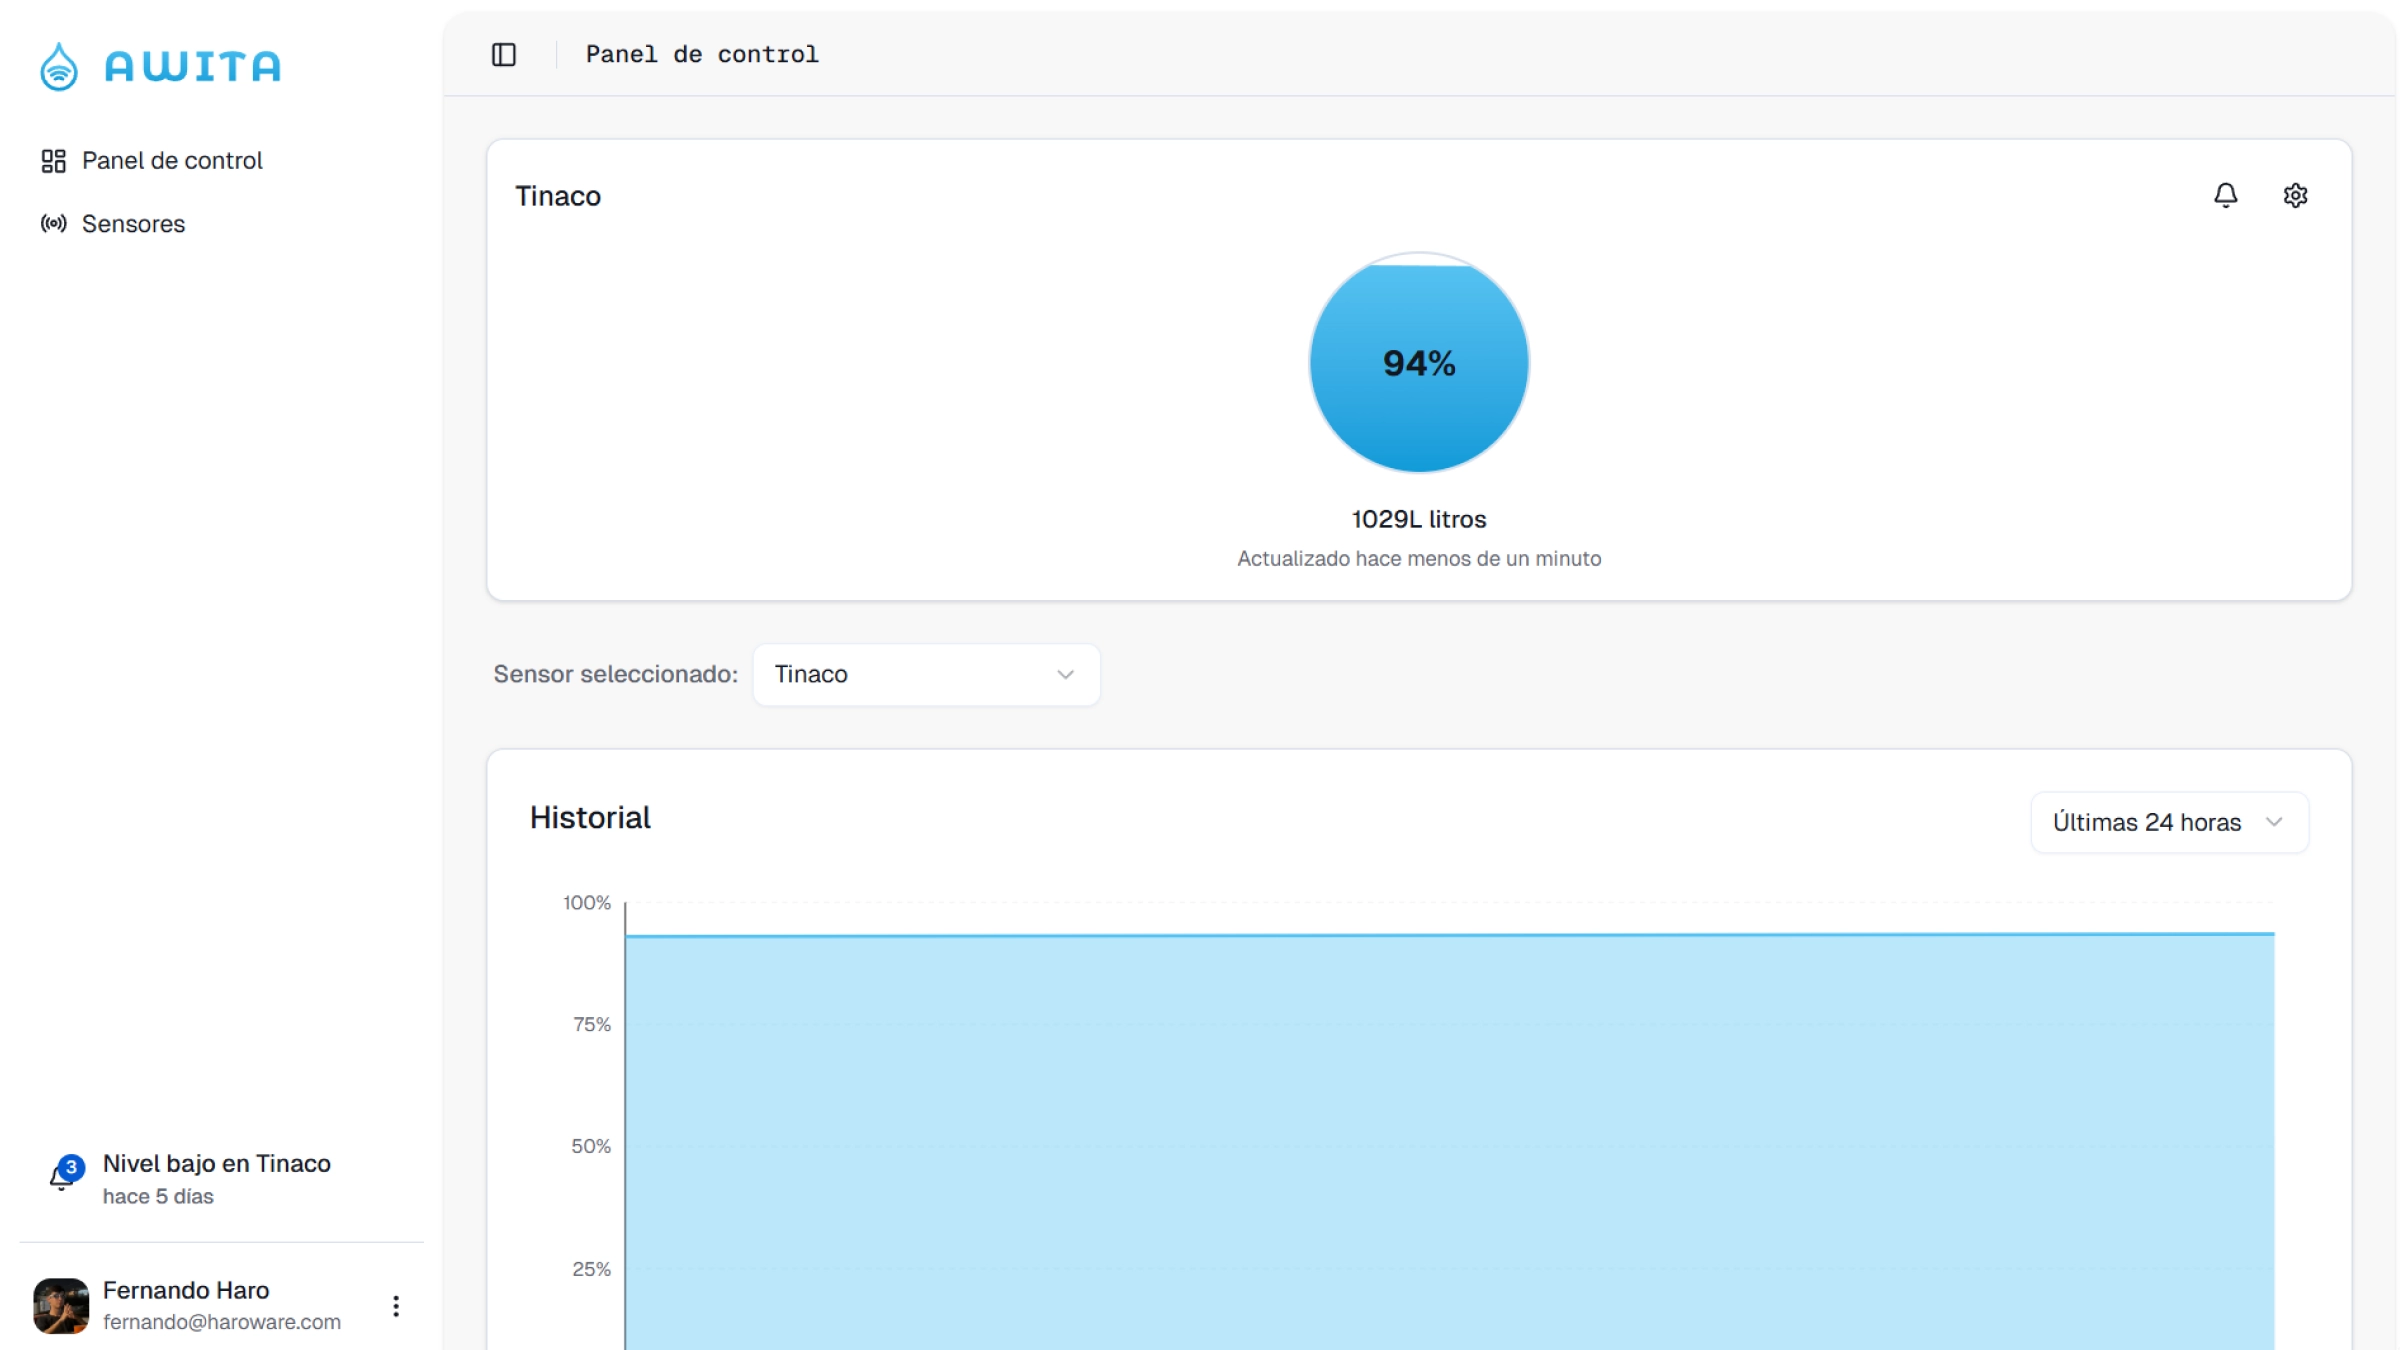 AWITA
Panel de control
Sensores
Panel de control
Tinaco
94%
1029L litros
Actualizado hace menos de un minuto
Sensor seleccionado: Tinaco
Historial
Últimas 24 horas
100%
75%
50%
25%
3
Nivel bajo en Tinaco
hace 5 días
Fernando Haro
fernando@haroware.com